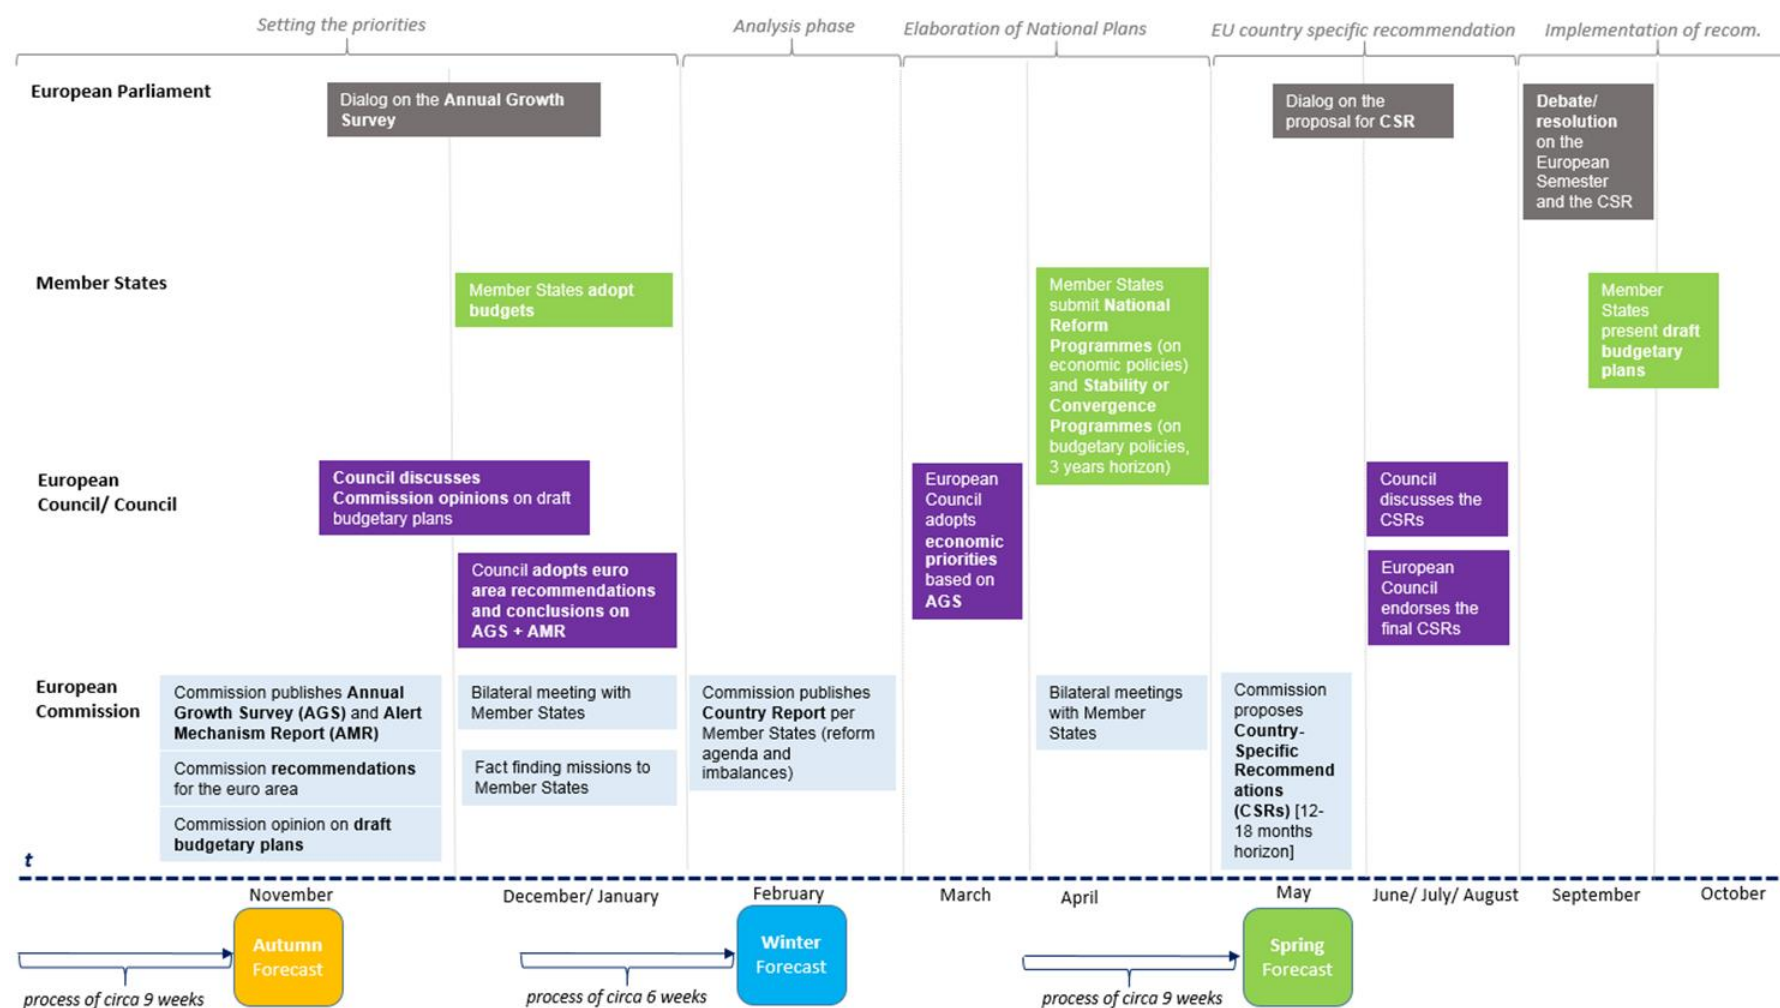 Setting the priorities
Analysis phase
Elaboration of National Plans
EU country specific recommendation
Implementation of recom.
European Parliament
Dialog on the Annual Growth
Survey
Dialog on the
proposal for CSR
Debate/
resolution
on the
European
Semester
and the CSR
Member States
Member States adopt
budgets
Member States
submit National
Reform
Programmes (on
economic policies)
and Stability or
Convergence
Programmes (on
budgetary policies,
3 years horizon)
Member
States
present draft
budgetary
plans
European
Council/ Council
Council discusses
Commission opinions on draft
budgetary plans
Council adopts euro
area recommendations
and conclusions on
AGS + AMR
European
Council
adopts
economic
priorities
based on
AGS
Council
discusses the
CSRs
European
Council
endorses the
final CSRs
European
Commission
Commission publishes Annual
Growth Survey (AGS) and Alert
Mechanism Report (AMR)
Commission recommendations
for the euro area
Commission opinion on draft
budgetary plans
Bilateral meeting with
Member States
Fact finding missions to
Member States
Commission publishes
Country Report per
Member States (reform
agenda and
imbalances)
Bilateral meetings
with Member
States
Commission
proposes
Country-
Specific
Recommend
ations
(CSRs) [12-
18 months
horizon]
t
November
December/ January
February
March
April
May
June/ July/ August
September
October
Autumn
Forecast
Winter
Forecast
Spring
Forecast
process of circa 9 weeks
process of circa 6 weeks
process of circa 9 weeks